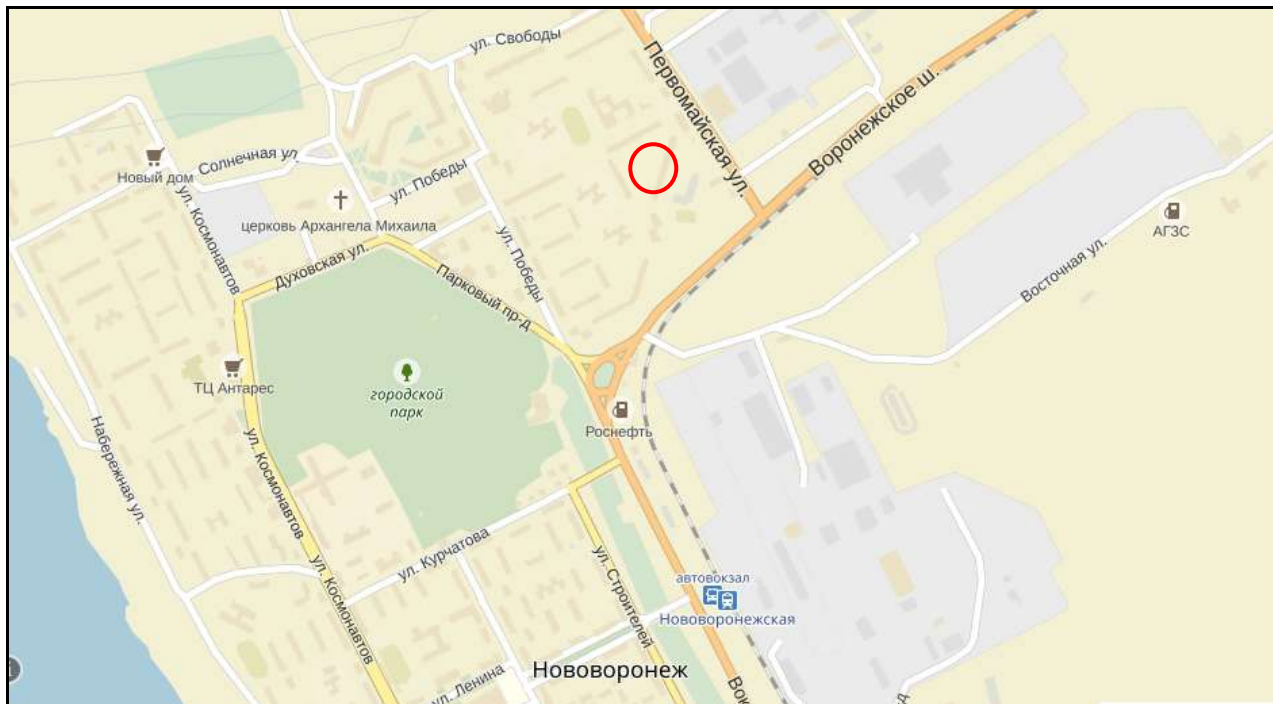 ул. Свободы
Первомайская ул.
Воронежское ш.
Новый дом
Солнечная ул.
ул. Победы
церковь Архангела Михаила
ул. Космонавтов
АГЗС
Духовская ул.
ул. Победы
Парковый пр-д
Восточная ул.
ТЦ Антарес
городской
парк
Роснефть
Набережная ул.
ул. Космонавтов
ул. Курчатова
ул. Космонавтов
ул. Строителей
автовокзал
Нововоронежская
Нововоронеж
ул. Ленина
Вок